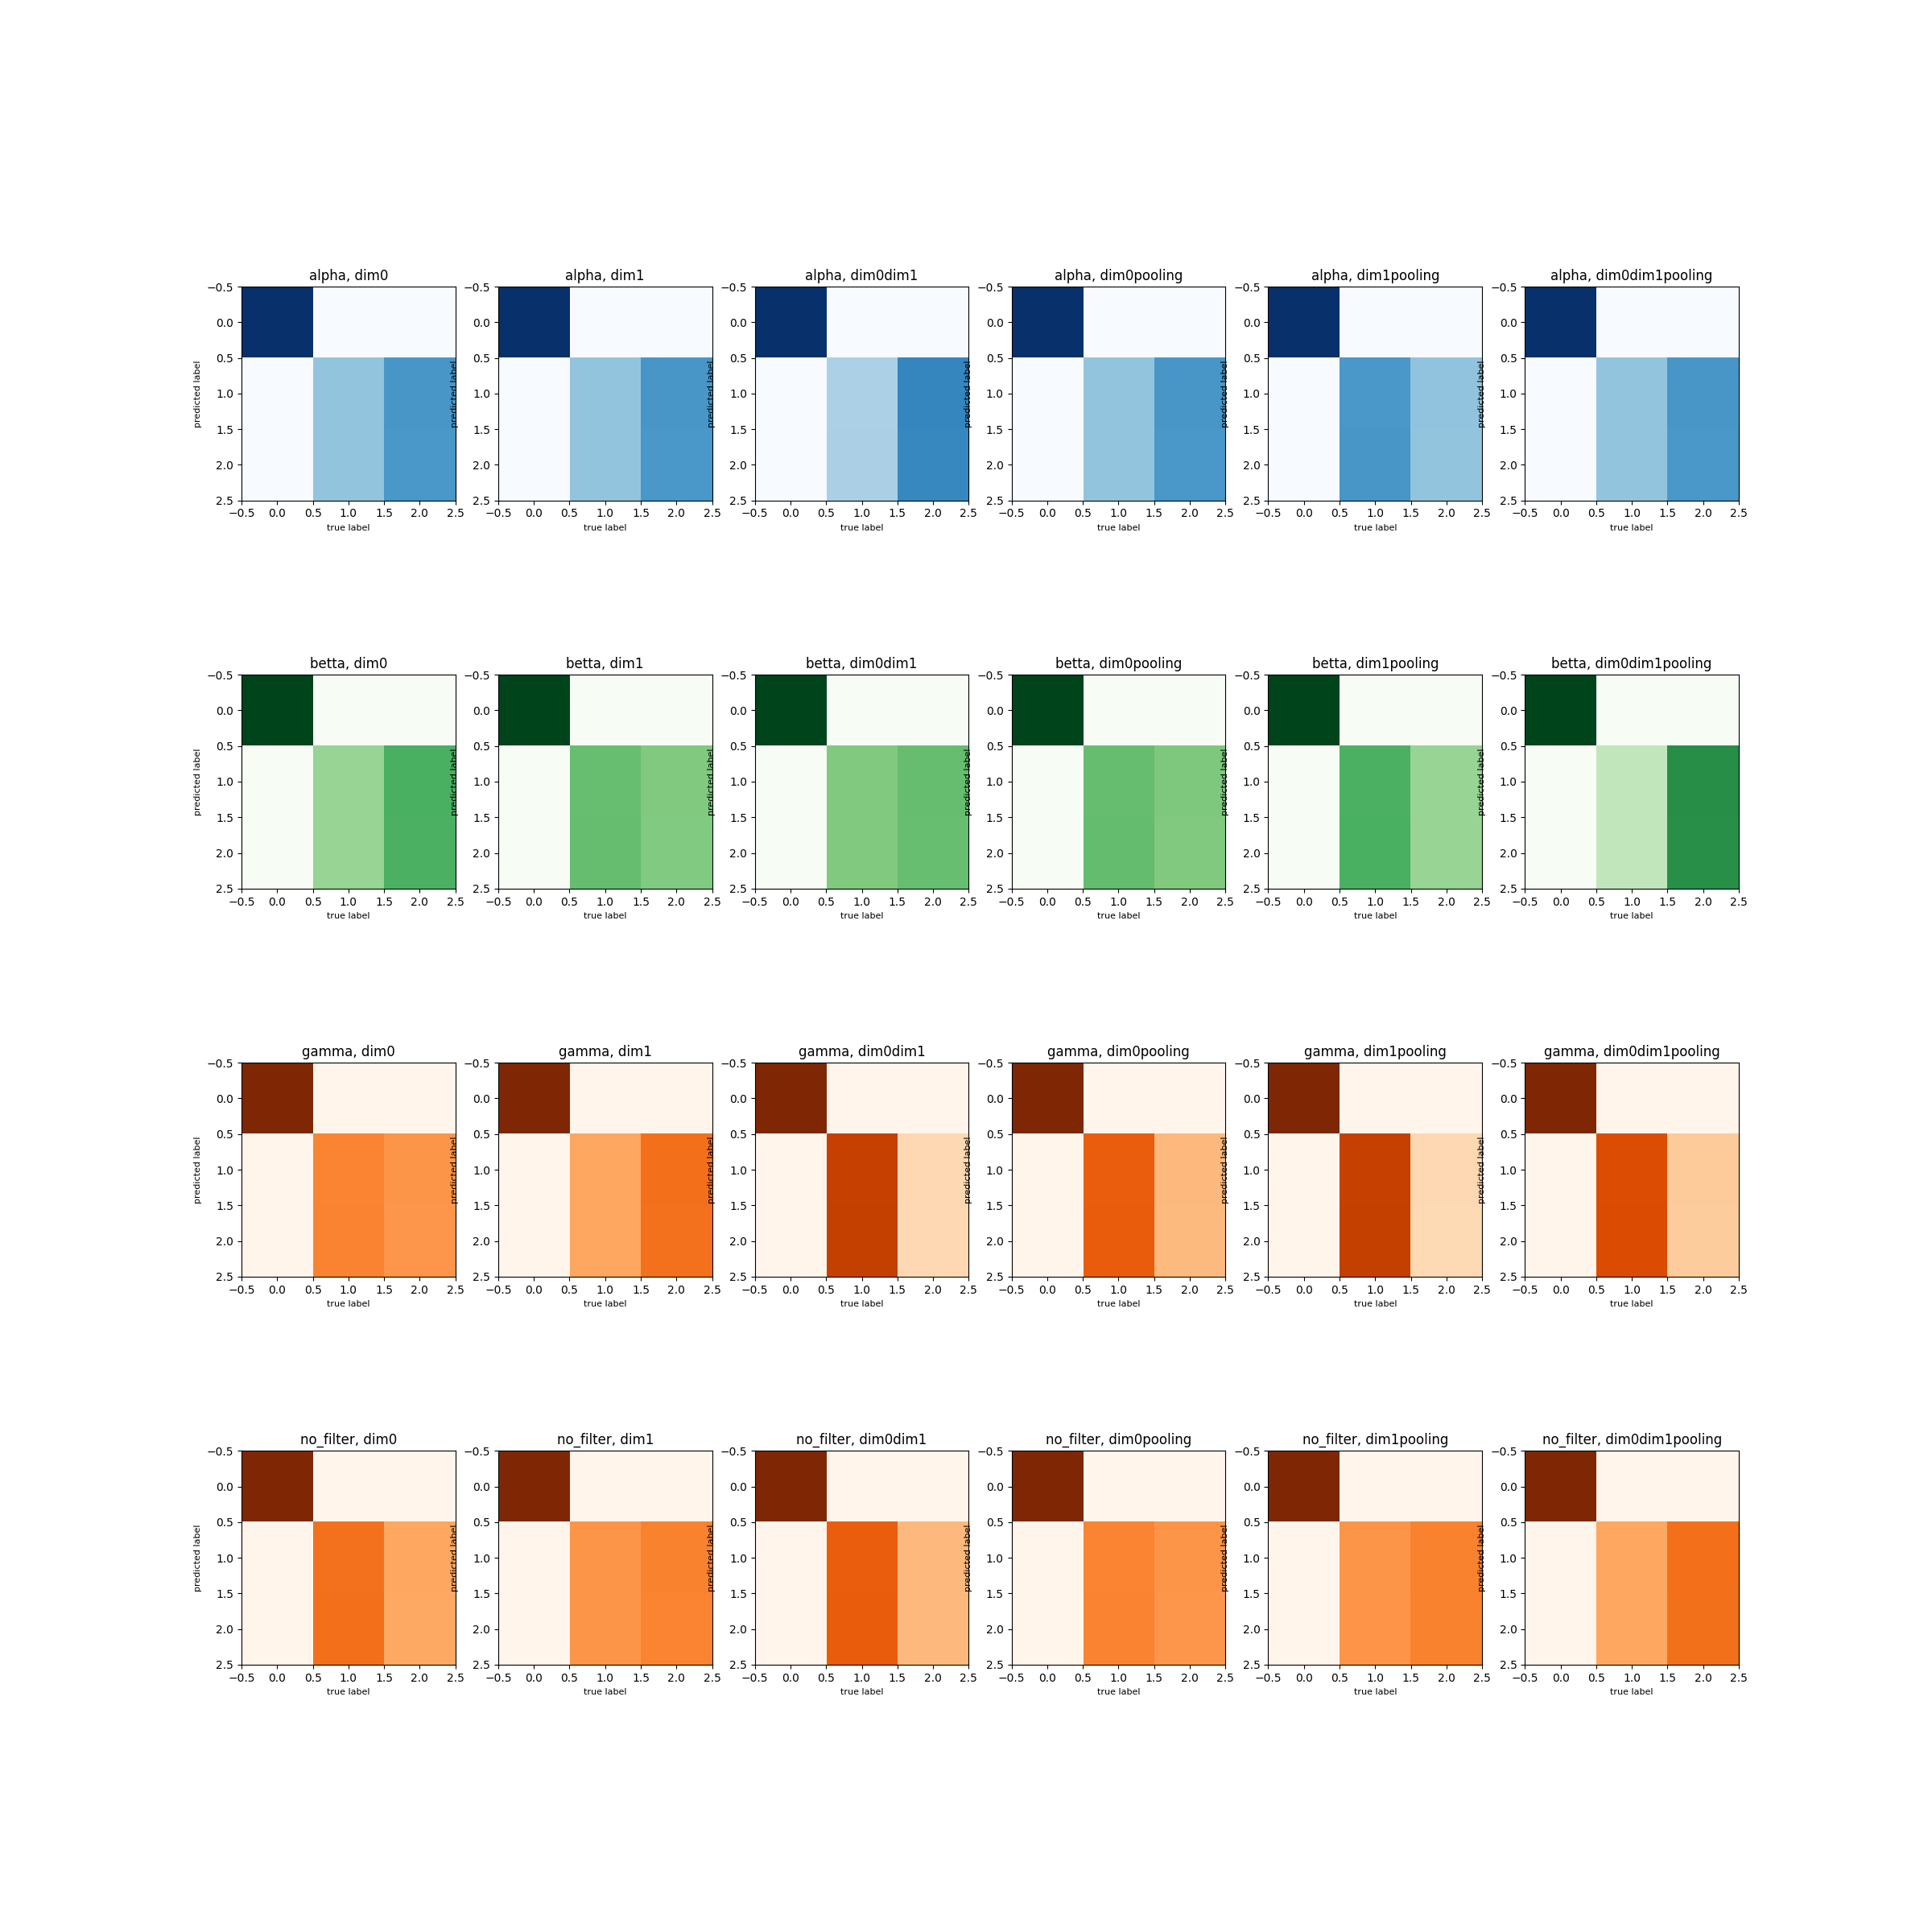 alpha, dim0 alpha, dim1 alpha, dim0dim1 alpha, dim0pooling alpha, dim1pooling alpha, dim0dim1pooling
−0.5 −0.5 −0.5 −0.5 −0.5 −0.5
0.0 0.0 0.0 0.0 0.0 0.0
0.5 0.5 0.5 0.5 0.5 0.5
predicted label predicted label predicted label predicted label predicted label predicted label
1.0 1.0 1.0 1.0 1.0 1.0
1.5 1.5 1.5 1.5 1.5 1.5
2.0 2.0 2.0 2.0 2.0 2.0
2.5 2.5 2.5 2.5 2.5 2.5
−0.5 0.0 0.5 1.0 1.5 2.0 2.5 −0.5 0.0 0.5 1.0 1.5 2.0 2.5 −0.5 0.0 0.5 1.0 1.5 2.0 2.5 −0.5 0.0 0.5 1.0 1.5 2.0 2.5 −0.5 0.0 0.5 1.0 1.5 2.0 2.5 −0.5 0.0 0.5 1.0 1.5 2.0 2.5
true label true label true label true label true label true label
betta, dim0 betta, dim1 betta, dim0dim1 betta, dim0pooling betta, dim1pooling betta, dim0dim1pooling
−0.5 −0.5 −0.5 −0.5 −0.5 −0.5
0.0 0.0 0.0 0.0 0.0 0.0
0.5 0.5 0.5 0.5 0.5 0.5
predicted label predicted label predicted label predicted label predicted label predicted label
1.0 1.0 1.0 1.0 1.0 1.0
1.5 1.5 1.5 1.5 1.5 1.5
2.0 2.0 2.0 2.0 2.0 2.0
2.5 2.5 2.5 2.5 2.5 2.5
−0.5 0.0 0.5 1.0 1.5 2.0 2.5 −0.5 0.0 0.5 1.0 1.5 2.0 2.5 −0.5 0.0 0.5 1.0 1.5 2.0 2.5 −0.5 0.0 0.5 1.0 1.5 2.0 2.5 −0.5 0.0 0.5 1.0 1.5 2.0 2.5 −0.5 0.0 0.5 1.0 1.5 2.0 2.5
true label true label true label true label true label true label
gamma, dim0 gamma, dim1 gamma, dim0dim1 gamma, dim0pooling gamma, dim1pooling gamma, dim0dim1pooling
−0.5 −0.5 −0.5 −0.5 −0.5 −0.5
0.0 0.0 0.0 0.0 0.0 0.0
0.5 0.5 0.5 0.5 0.5 0.5
predicted label predicted label predicted label predicted label predicted label predicted label
1.0 1.0 1.0 1.0 1.0 1.0
1.5 1.5 1.5 1.5 1.5 1.5
2.0 2.0 2.0 2.0 2.0 2.0
2.5 2.5 2.5 2.5 2.5 2.5
−0.5 0.0 0.5 1.0 1.5 2.0 2.5 −0.5 0.0 0.5 1.0 1.5 2.0 2.5 −0.5 0.0 0.5 1.0 1.5 2.0 2.5 −0.5 0.0 0.5 1.0 1.5 2.0 2.5 −0.5 0.0 0.5 1.0 1.5 2.0 2.5 −0.5 0.0 0.5 1.0 1.5 2.0 2.5
true label true label true label true label true label true label
no_filter, dim0 no_filter, dim1 no_filter, dim0dim1 no_filter, dim0pooling no_filter, dim1pooling no_filter, dim0dim1pooling
−0.5 −0.5 −0.5 −0.5 −0.5 −0.5
0.0 0.0 0.0 0.0 0.0 0.0
0.5 0.5 0.5 0.5 0.5 0.5
predicted label predicted label predicted label predicted label predicted label predicted label
1.0 1.0 1.0 1.0 1.0 1.0
1.5 1.5 1.5 1.5 1.5 1.5
2.0 2.0 2.0 2.0 2.0 2.0
2.5 2.5 2.5 2.5 2.5 2.5
−0.5 0.0 0.5 1.0 1.5 2.0 2.5 −0.5 0.0 0.5 1.0 1.5 2.0 2.5 −0.5 0.0 0.5 1.0 1.5 2.0 2.5 −0.5 0.0 0.5 1.0 1.5 2.0 2.5 −0.5 0.0 0.5 1.0 1.5 2.0 2.5 −0.5 0.0 0.5 1.0 1.5 2.0 2.5
true label true label true label true label true label true label